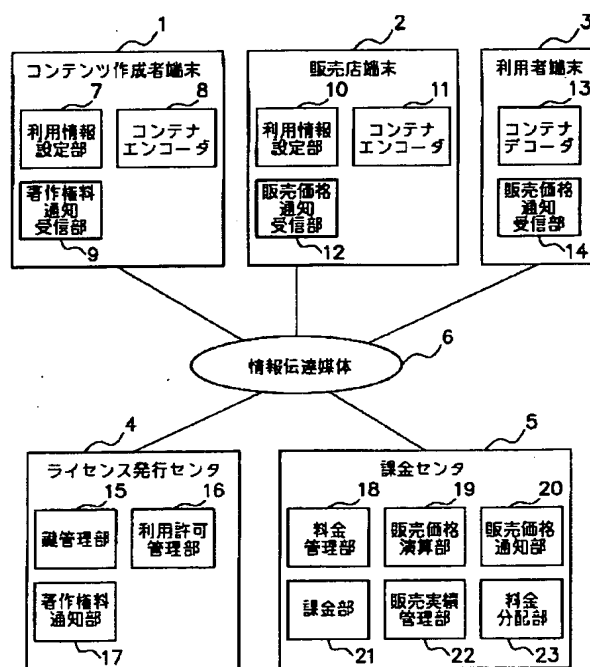 1
コンテンツ作成者端末
7
8
利用情報
設定部
コンテナ
エンコーダ
著作権料
通知
受信部
9
2
販売店端末
10
11
利用情報
設定部
コンテナ
エンコーダ
販売価格
通知
受信部
12
3
利用者端末
13
コンテナ
デコーダ
販売価格
通知
受信部
14
6
情報伝達媒体
4
ライセンス発行センタ
15
16
鍵管理部
利用許可
管理部
著作権料
通知部
17
5
課金センタ
18
19
20
料金
管理部
販売価格
演算部
販売価格
通知部
課金部
販売実績
管理部
料金
分配部
21
22
23